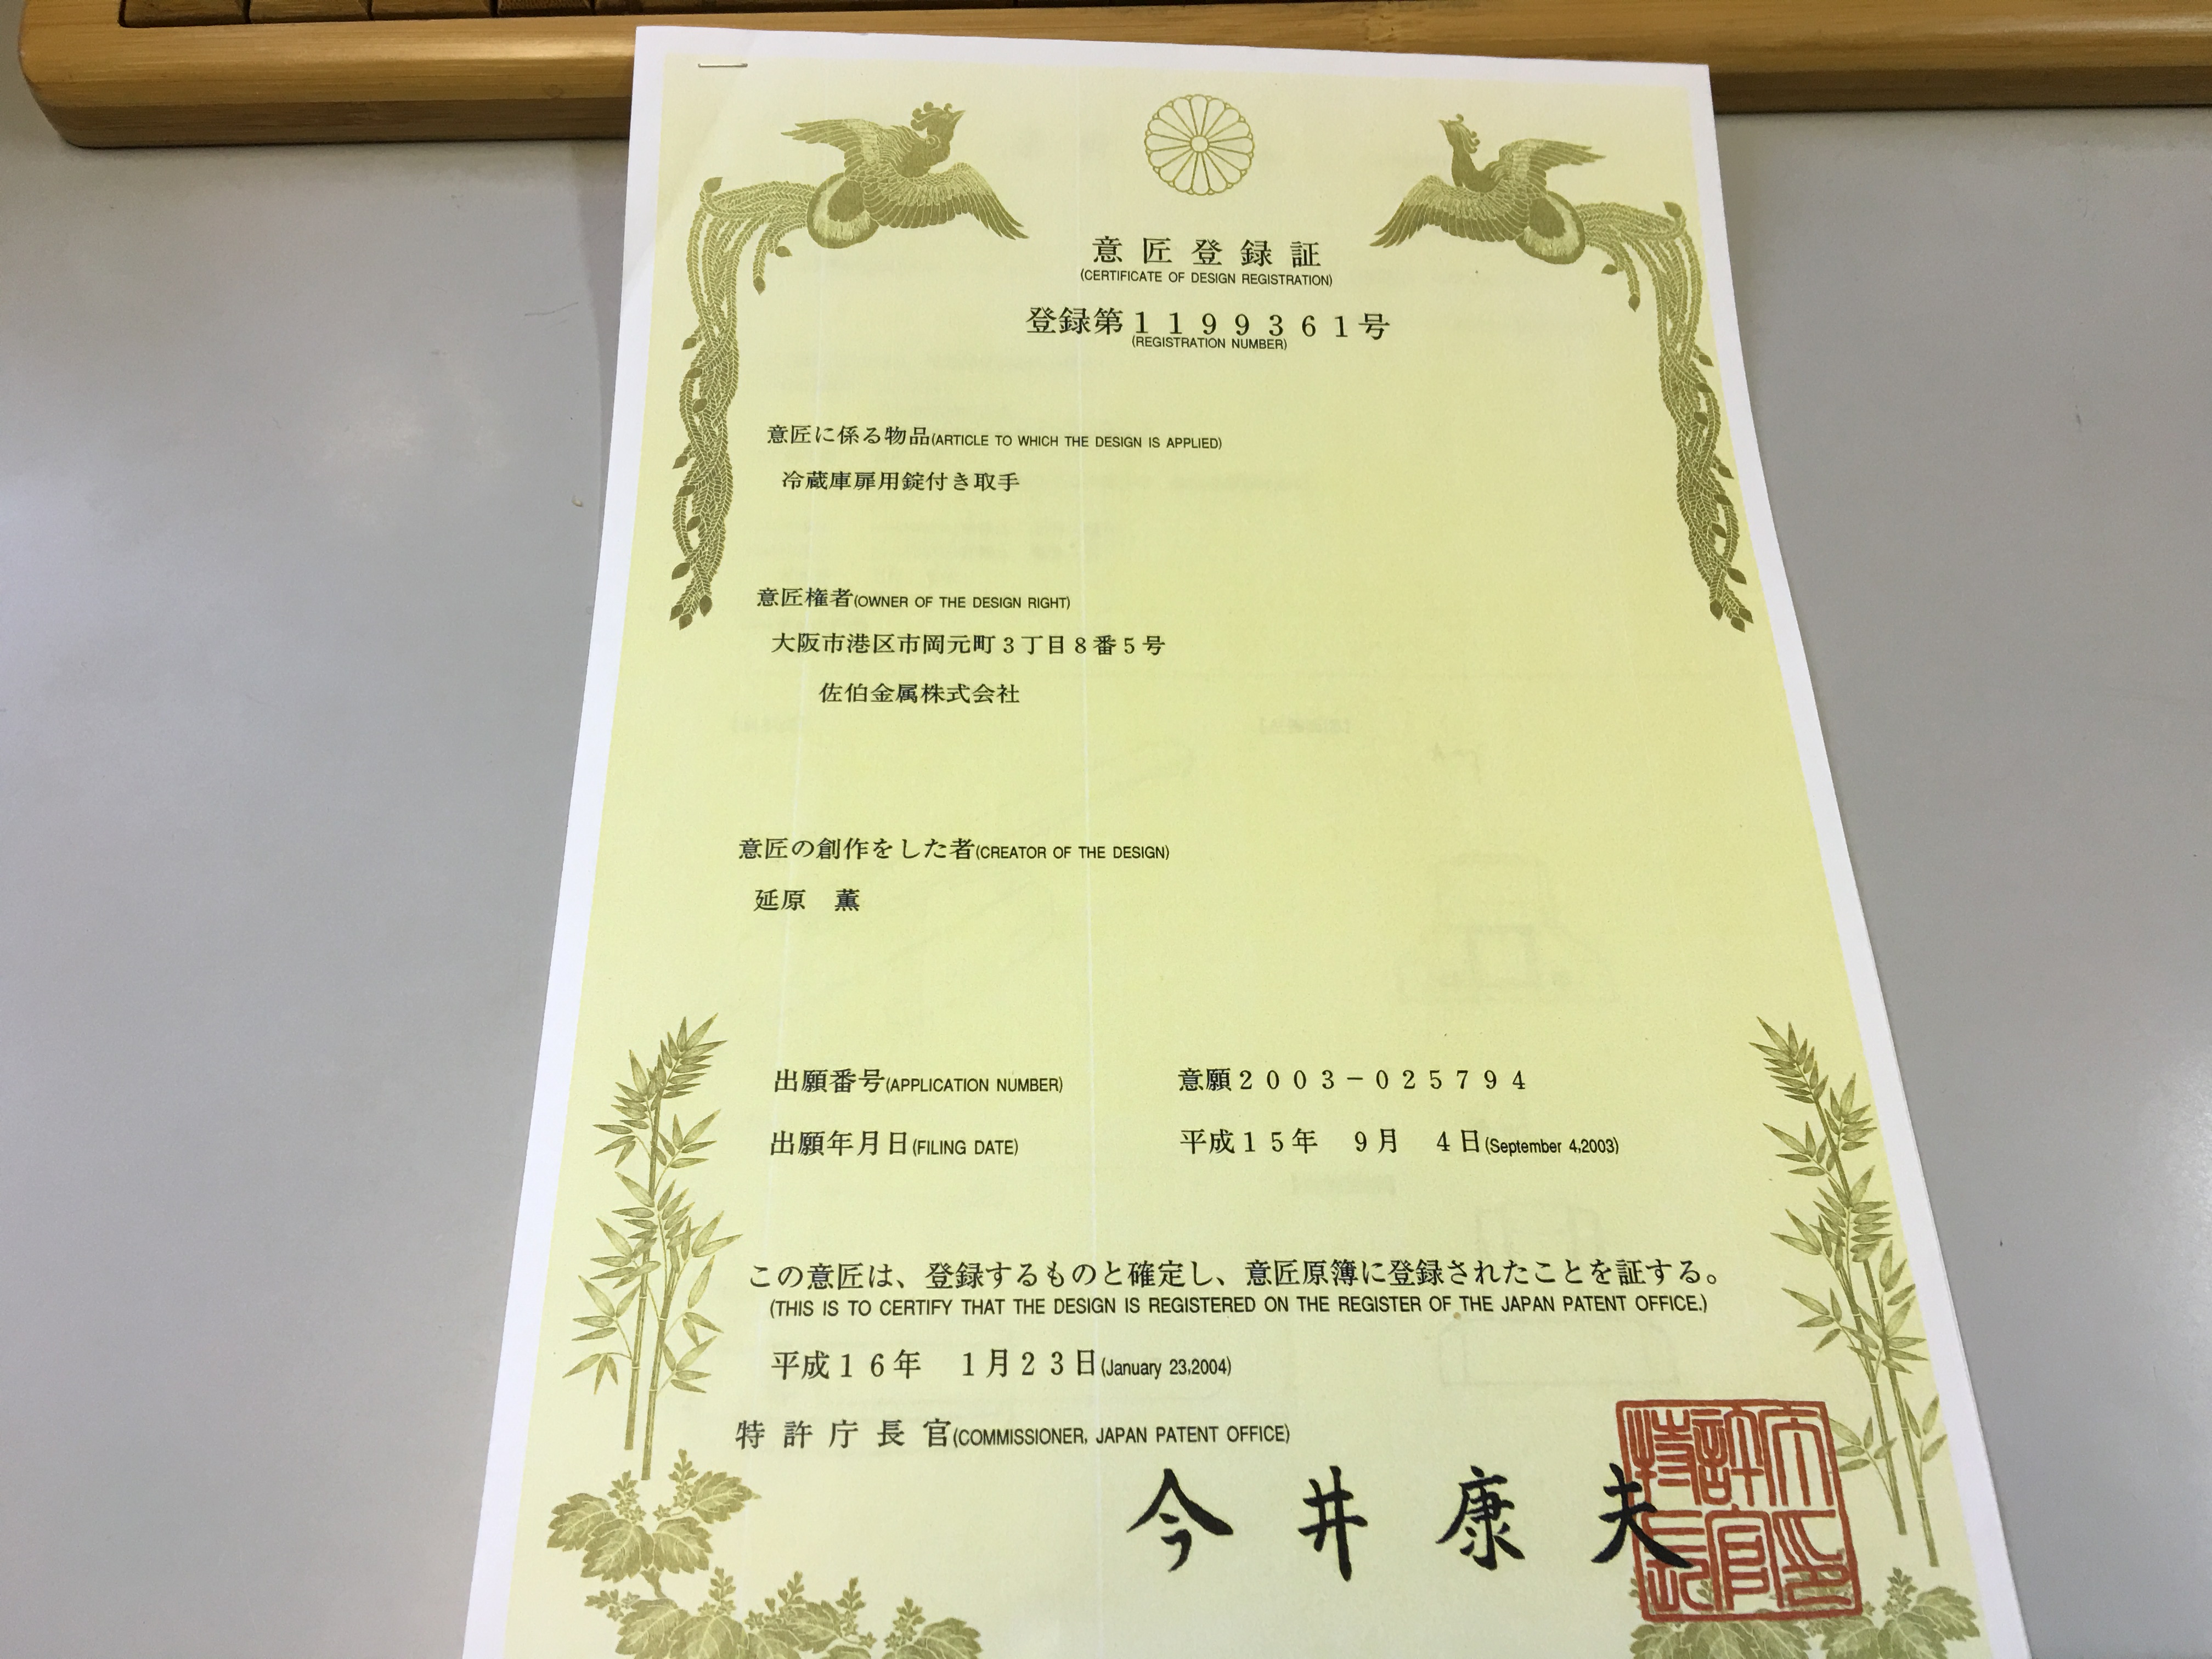 意匠登録証
(CERTIFICATE OF DESIGN REGISTRATION)
登録第1199361号
(REGISTRATION NUMBER)
意匠に係る物品(ARTICLE TO WHICH THE DESIGN IS APPLIED)
冷蔵庫扉用錠付き取手
意匠権者(OWNER OF THE DESIGN RIGHT)
大阪市港区市岡元町3丁目8番5号
佐伯金属株式会社
意匠の創作をした者(CREATOR OF THE DESIGN)
延原 薫
出願番号(APPLICATION NUMBER) 意願2003-025794
出願年月日(FILING DATE) 平成15年 9月 4日(September 4,2003)
この意匠は、登録するものと確定し、意匠原簿に登録されたことを証する。
(THIS IS TO CERTIFY THAT THE DESIGN IS REGISTERED ON THE REGISTER OF THE JAPAN PATENT OFFICE.)
平成16年 1月23日(January 23,2004)
特許庁長官(COMMISSIONER, JAPAN PATENT OFFICE)
今井康夫